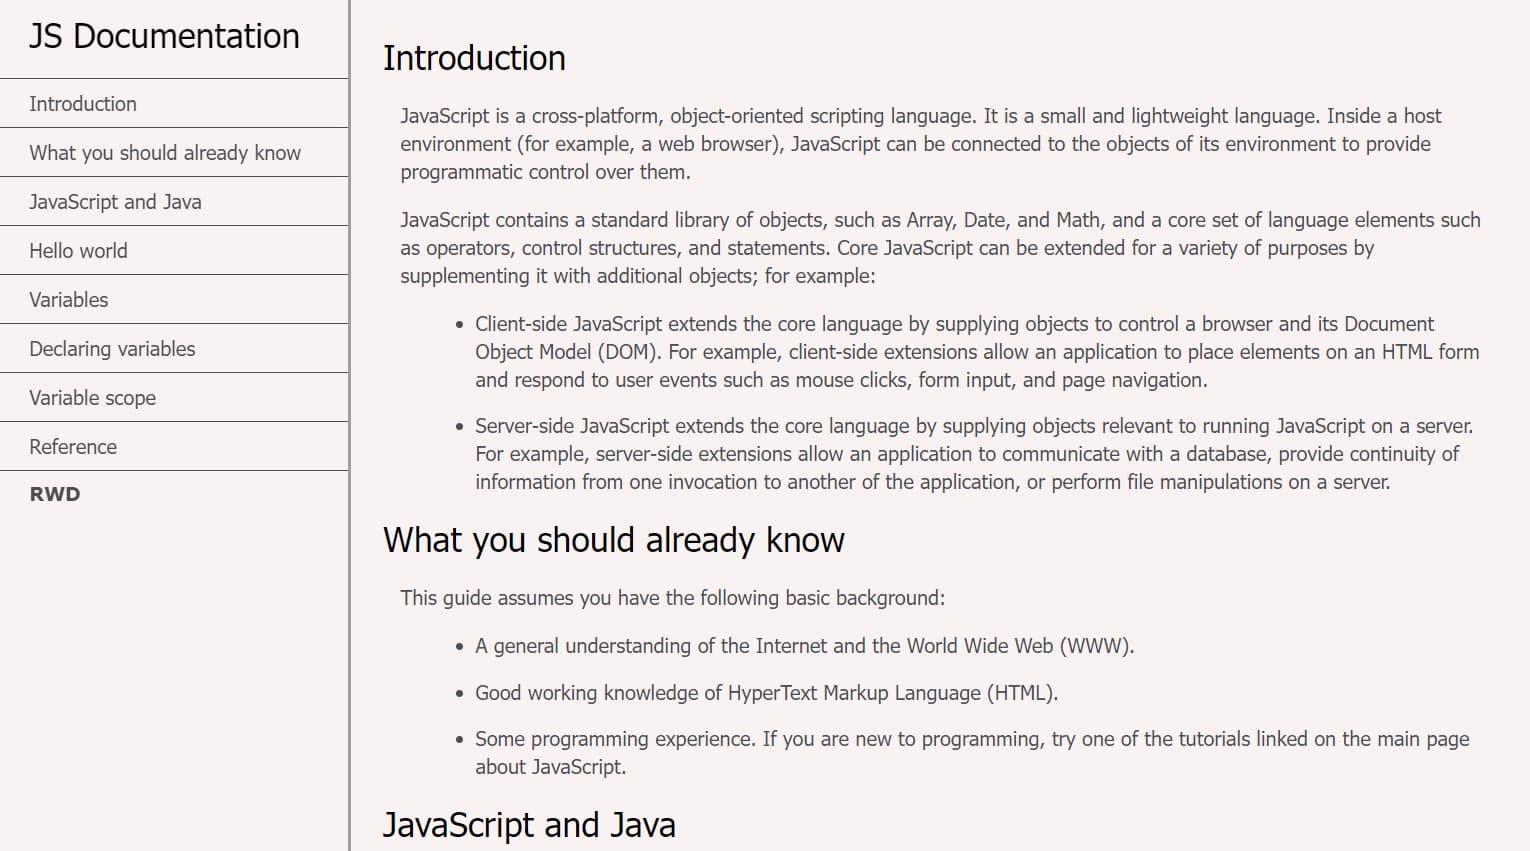 JS Documentation
Introduction
What you should already know
JavaScript and Java
Hello world
Variables
Declaring variables
Variable scope
Reference
RWD
Introduction
JavaScript is a cross-platform, object-oriented scripting language. It is a small and lightweight language. Inside a host
environment (for example, a web browser), JavaScript can be connected to the objects of its environment to provide
programmatic control over them.
JavaScript contains a standard library of objects, such as Array, Date, and Math, and a core set of language elements such
as operators, control structures, and statements. Core JavaScript can be extended for a variety of purposes by
supplementing it with additional objects; for example:
• Client-side JavaScript extends the core language by supplying objects to control a browser and its Document
Object Model (DOM). For example, client-side extensions allow an application to place elements on an HTML form
and respond to user events such as mouse clicks, form input, and page navigation.
• Server-side JavaScript extends the core language by supplying objects relevant to running JavaScript on a server.
For example, server-side extensions allow an application to communicate with a database, provide continuity of
information from one invocation to another of the application, or perform file manipulations on a server.
What you should already know
This guide assumes you have the following basic background:
• A general understanding of the Internet and the World Wide Web (WWW).
• Good working knowledge of HyperText Markup Language (HTML).
• Some programming experience. If you are new to programming, try one of the tutorials linked on the main page
about JavaScript.
JavaScript and Java